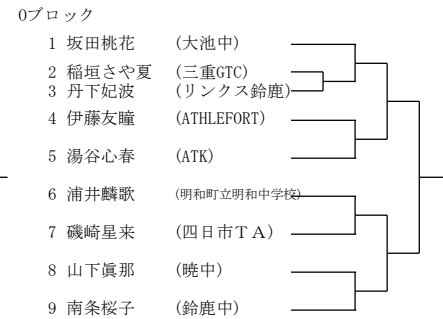 0ブロック
1 坂田桃花 (大池中)
2 稲垣さや夏 (三重GTC)
3 丹下妃波 (リンクス鈴鹿)
4 伊藤友瞳 (ATHLEFORT)
5 湯谷心春 (ATK)
6 浦井麟歌 (明和町立明和中学校)
7 磯崎星来 (四日市TA)
8 山下眞那 (暁中)
9 南条桜子 (鈴鹿中)